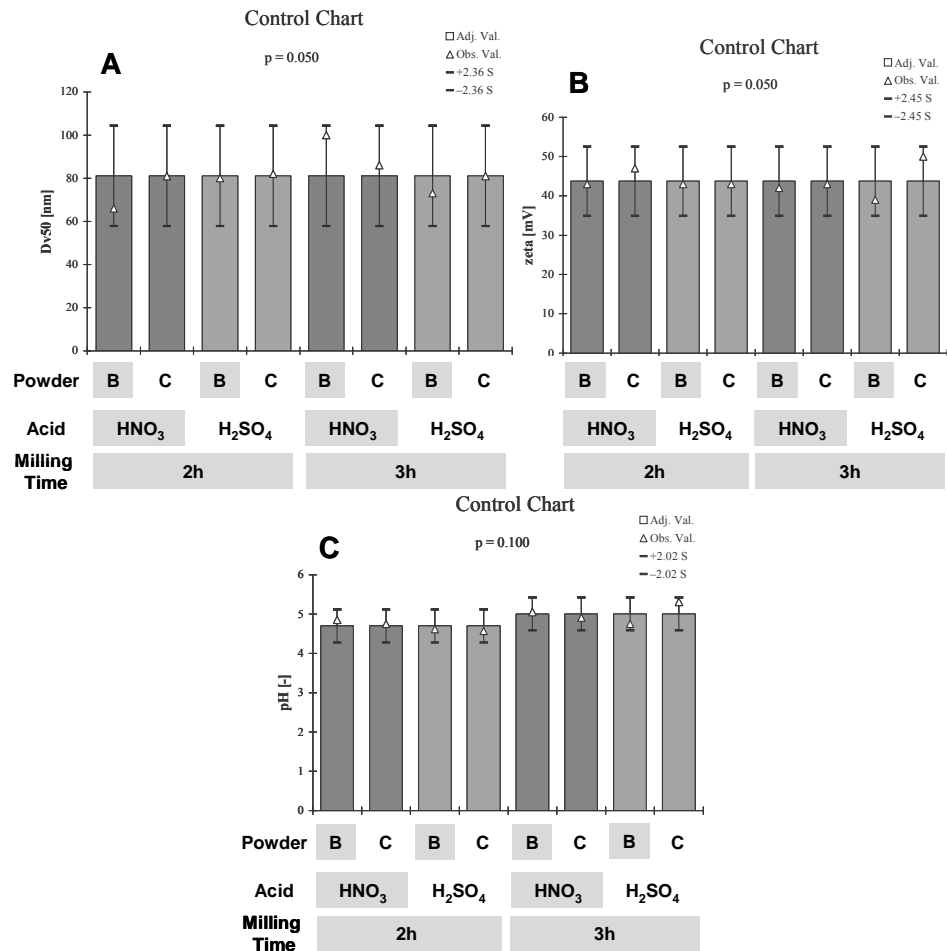 Control Chart
A
p = 0.050
Adj. Val.
Obs. Val.
+2.36 S
−2.36 S
120
100
80
60
40
20
0
Dv50 [nm]
Powder B C B C B C B C
Acid HNO₃ H₂SO₄ HNO₃ H₂SO₄
Milling
Time
2h 3h
Control Chart
B
p = 0.050
Adj. Val.
Obs. Val.
+2.45 S
−2.45 S
60
50
40
30
20
10
0
zeta [mV]
B C B C B C B C
HNO₃ H₂SO₄ HNO₃ H₂SO₄
2h 3h
Control Chart
C
p = 0.100
Adj. Val.
Obs. Val.
+2.02 S
−2.02 S
6
5
4
3
2
1
0
pH [-]
Powder B C B C B C B C
Acid HNO₃ H₂SO₄ HNO₃ H₂SO₄
Milling
Time
2h 3h